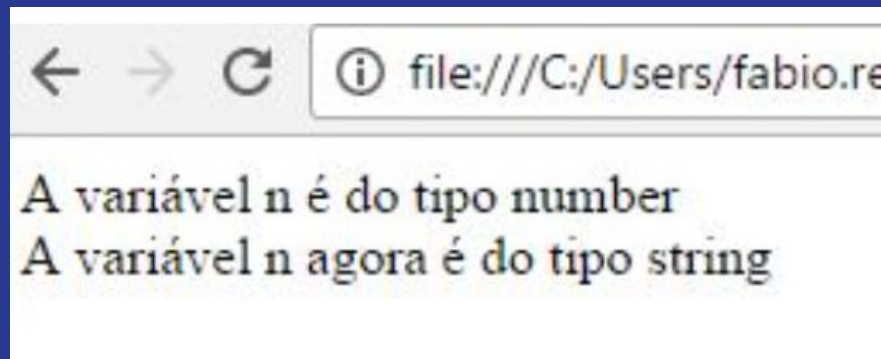 file:///C:/Users/fabio.re
A variável n é do tipo number
A variável n agora é do tipo string